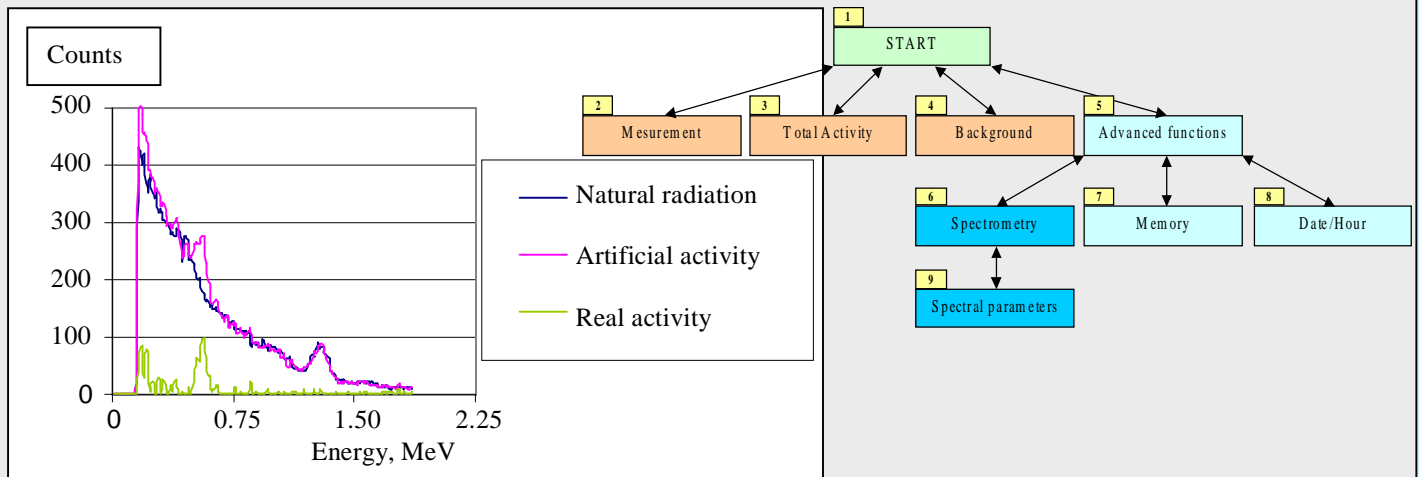 Counts
500
400
300
200
100
0
0 0.75 1.50 2.25
Energy, MeV
Natural radiation
Artificial activity
Real activity
1
START
2
Mesurement
3
Total Activity
4
Background
5
Advanced functions
6
Spectrometry
7
Memory
8
Date/Hour
9
Spectral parameters